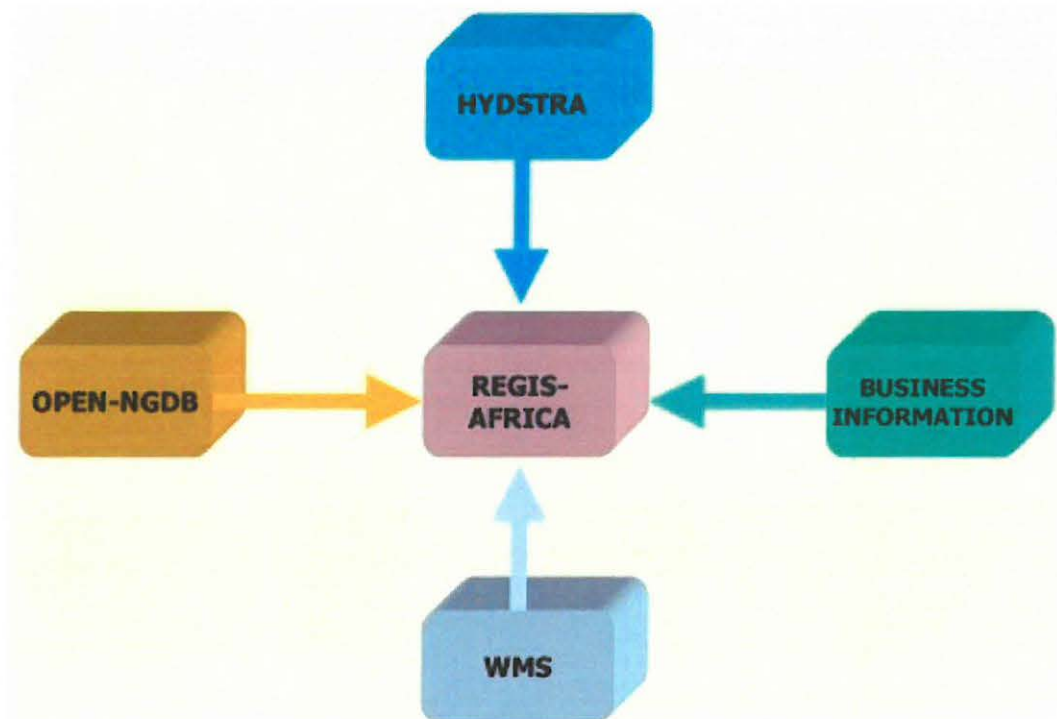 HYDSTRA
OPEN-NGDB
REGIS-
AFRICA
BUSINESS
INFORMATION
WMS